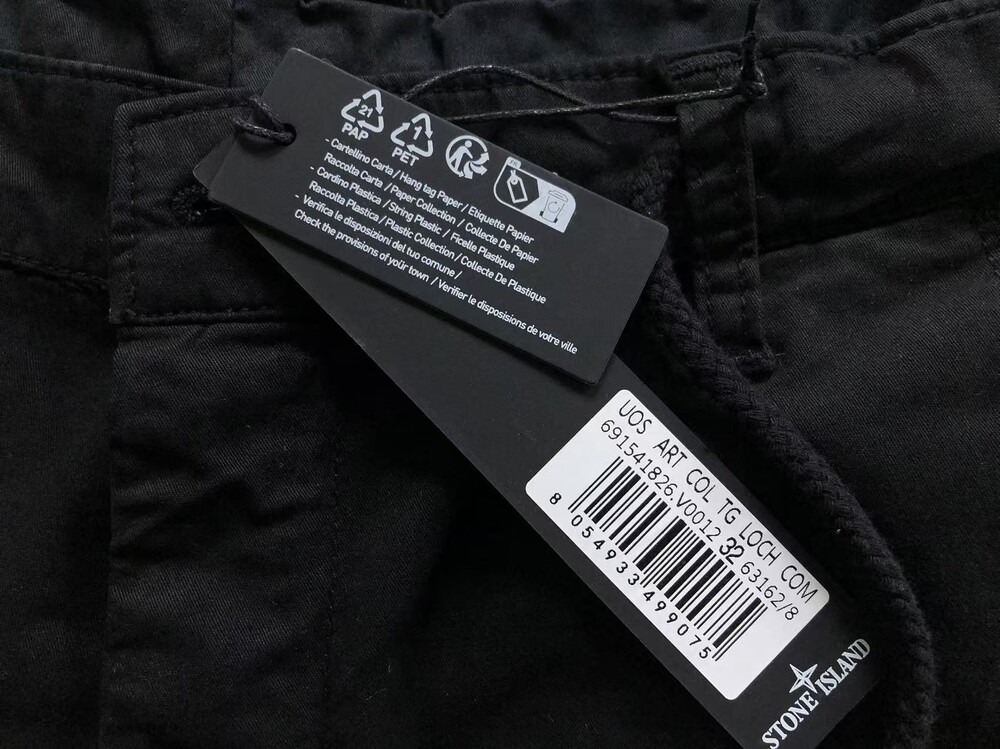 21
PAP
1
PET
- Cartellino Carta / Hang tag Paper / Etiquette Papier
Raccolta Carta / Paper Collection / Collecte De Papier
- Cordino Plastica / String Plastic / Ficelle Plastique
Raccolta Plastica / Plastic Collection / Collecte De Plastique
- Verifica le disposizioni del tuo comune /
Check the provisions of your town / Verifier le disposisions de votre ville
UOS ART COL TG LOCH COM
691541826.V0012 32 63162/8
8 054933 499075
STONE ISLAND